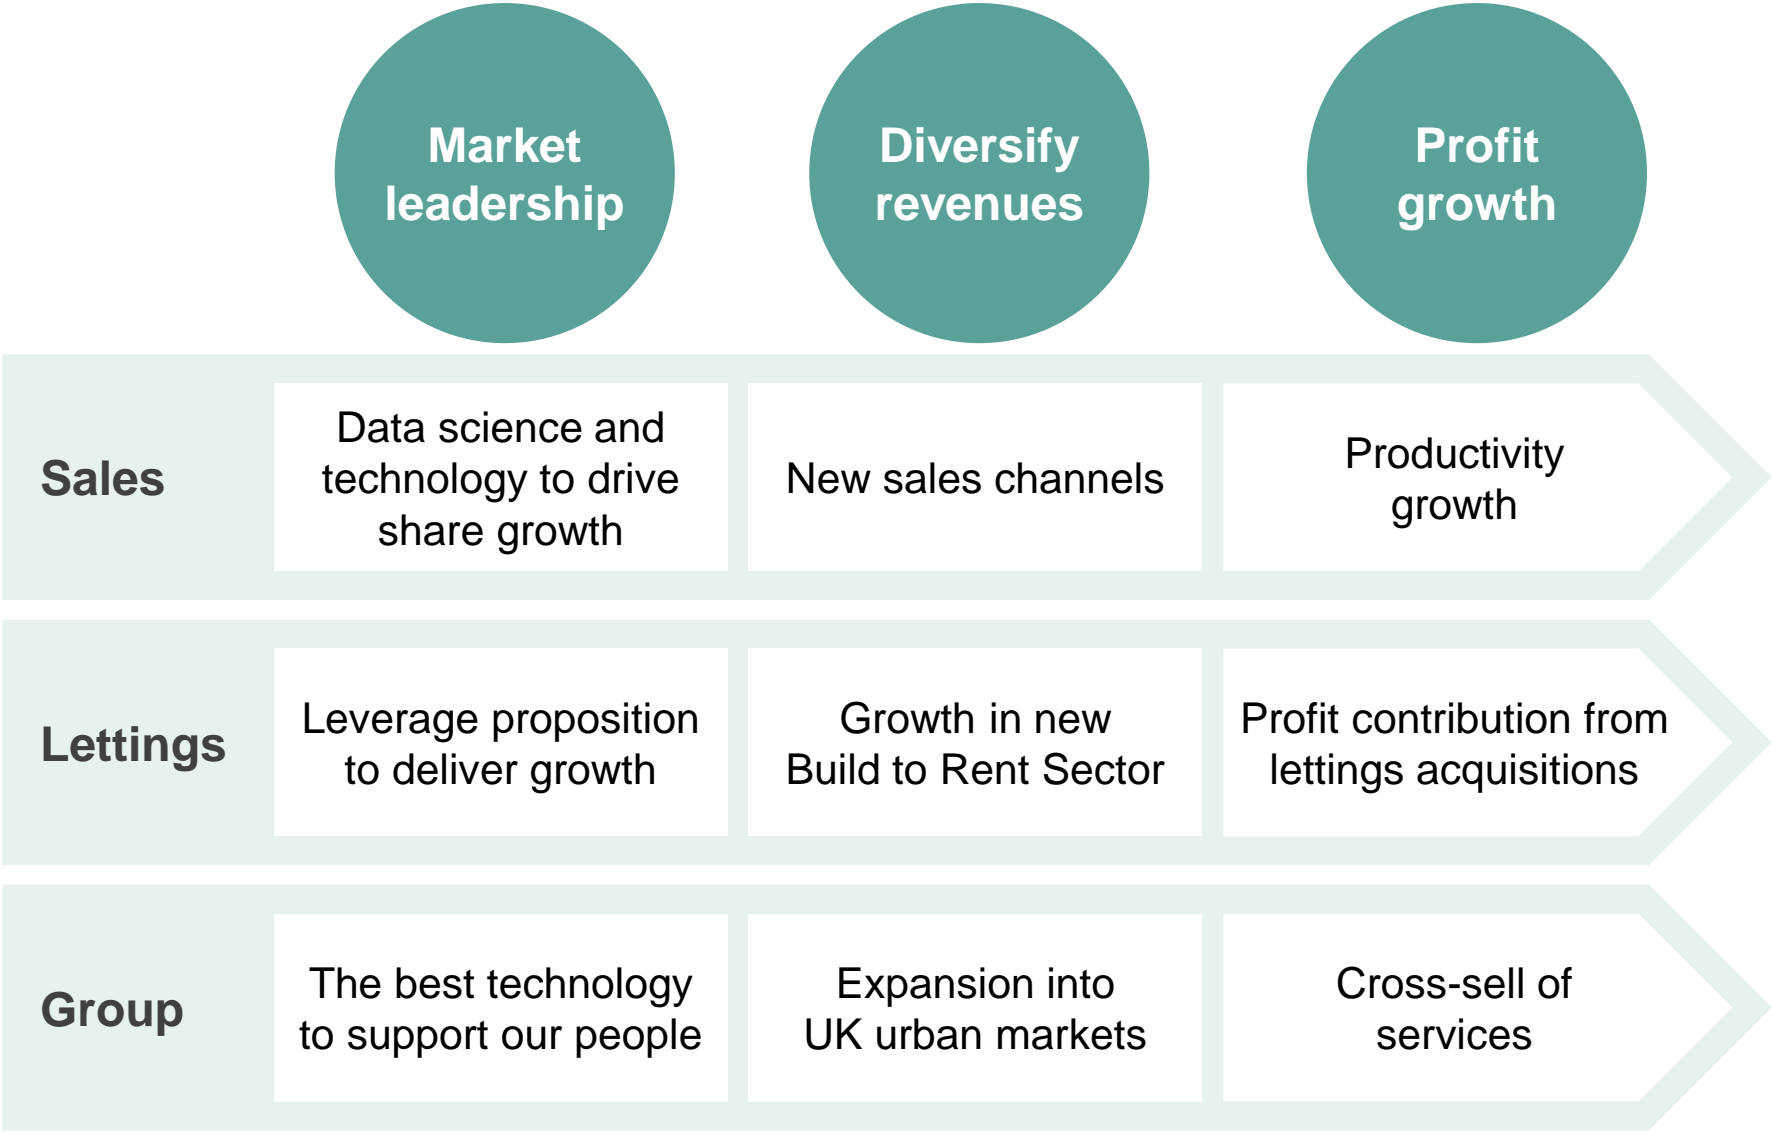 Market
leadership
Diversify
revenues
Profit
growth
Sales
Data science and
technology to drive
share growth
New sales channels
Productivity
growth
Lettings
Leverage proposition
to deliver growth
Growth in new
Build to Rent Sector
Profit contribution from
lettings acquisitions
Group
The best technology
to support our people
Expansion into
UK urban markets
Cross-sell of
services